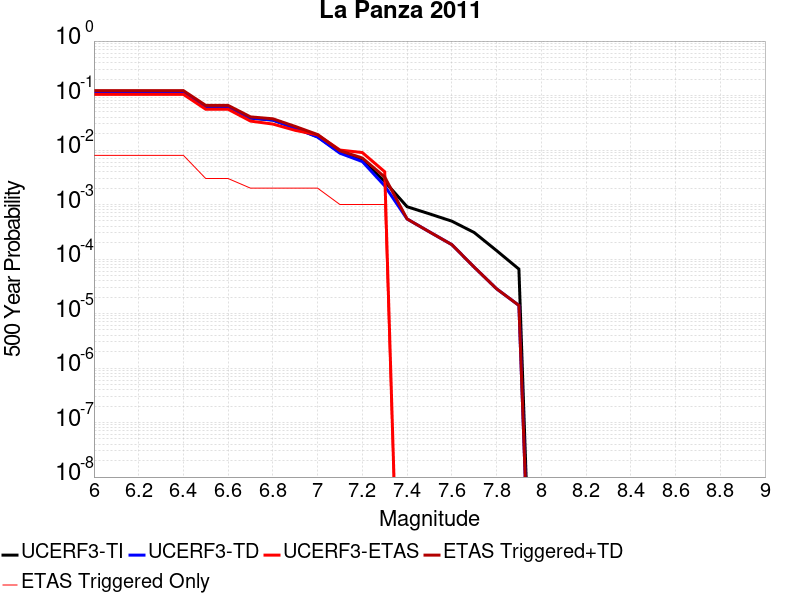 La Panza 2011
10^0
10^-1
10^-2
10^-3
10^-4
10^-5
10^-6
10^-7
10^-8
500 Year Probability
6 6.2 6.4 6.6 6.8 7 7.2 7.4 7.6 7.8 8 8.2 8.4 8.6 8.8 9
Magnitude
UCERF3-TI UCERF3-TD UCERF3-ETAS ETAS Triggered+TD
ETAS Triggered Only